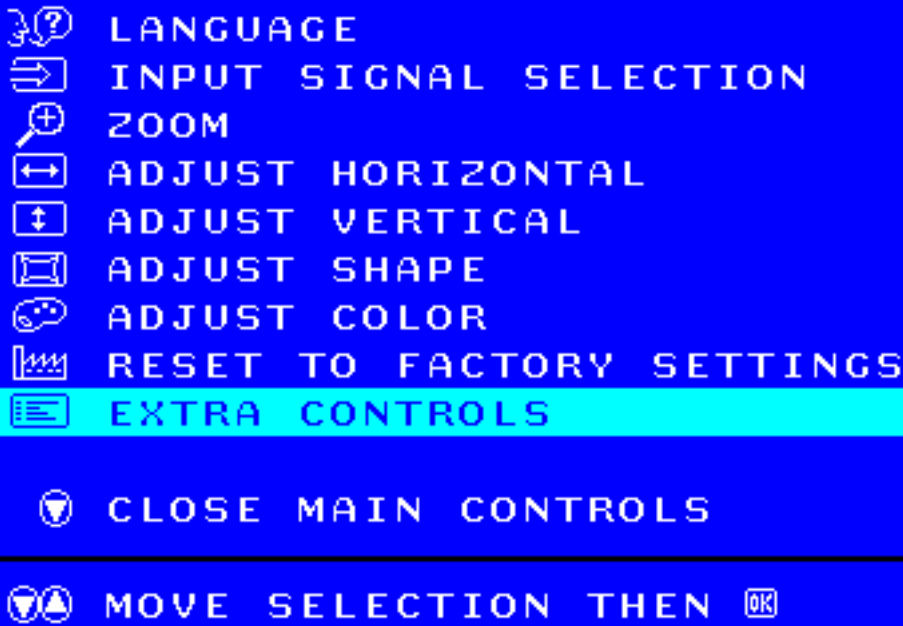 LANGUAGE
INPUT SIGNAL SELECTION
ZOOM
ADJUST HORIZONTAL
ADJUST VERTICAL
ADJUST SHAPE
ADJUST COLOR
RESET TO FACTORY SETTINGS
EXTRA CONTROLS
CLOSE MAIN CONTROLS
MOVE SELECTION THEN OK